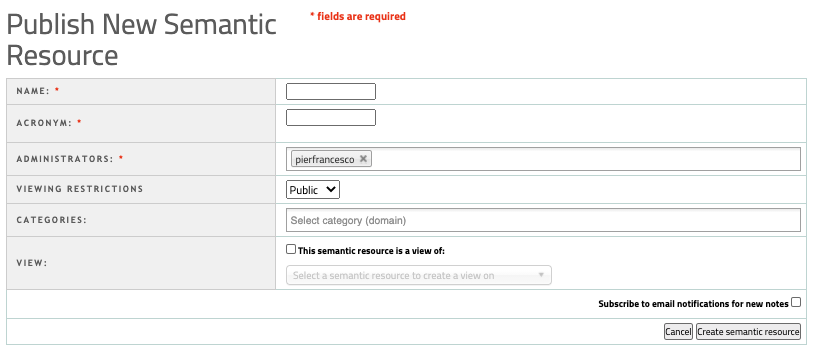 Publish New Semantic
Resource
* fields are required
NAME: *
ACRONYM: *
ADMINISTRATORS: *
pierfrancesco ✖
VIEWING RESTRICTIONS
Public
CATEGORIES:
Select category (domain)
VIEW:
This semantic resource is a view of:
Select a semantic resource to create a view on
Subscribe to email notifications for new notes
Cancel Create semantic resource